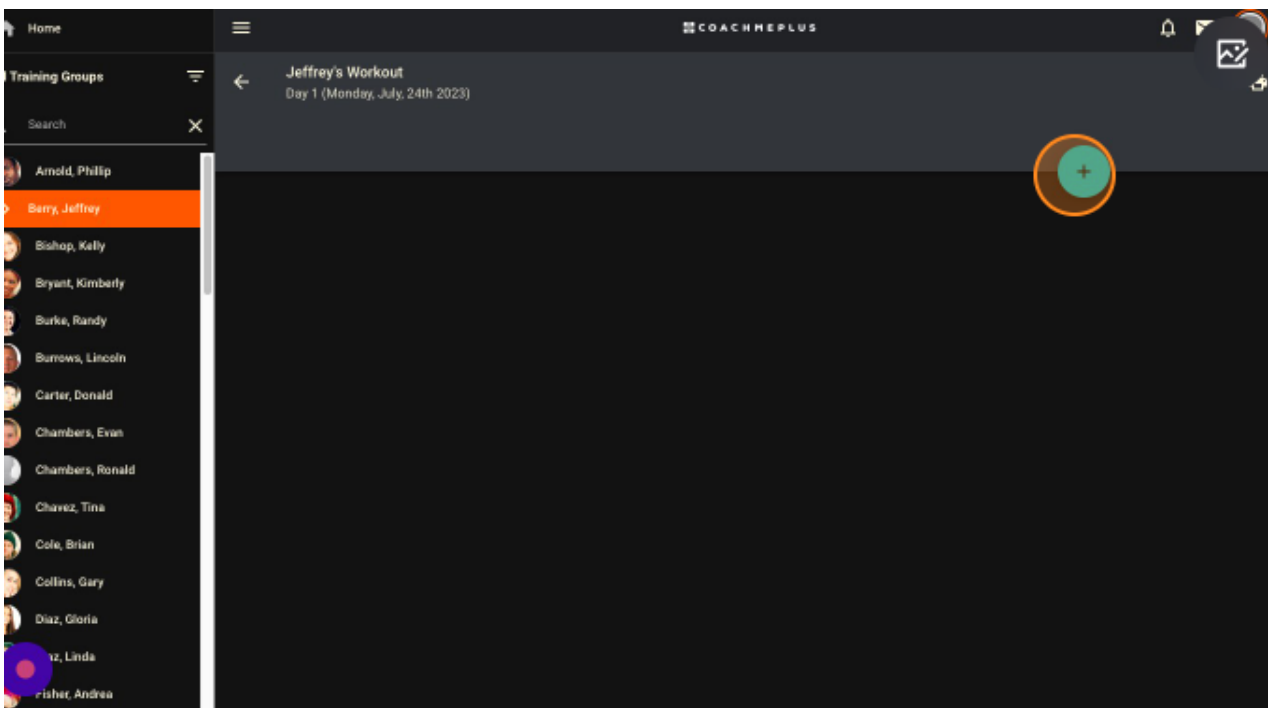 Home
COACHMEPLUS
Training Groups
Jeffrey's Workout
Day 1 (Monday, July, 24th 2023)
Search
Arnold, Phillip
Berry, Jeffrey
Bishop, Kelly
Bryant, Kimberly
Burke, Randy
Burrows, Lincoln
Carter, Donald
Chambers, Evan
Chambers, Ronald
Chavez, Tina
Cole, Brian
Collins, Gary
Diaz, Gloria
Linda
Fisher, Andrea